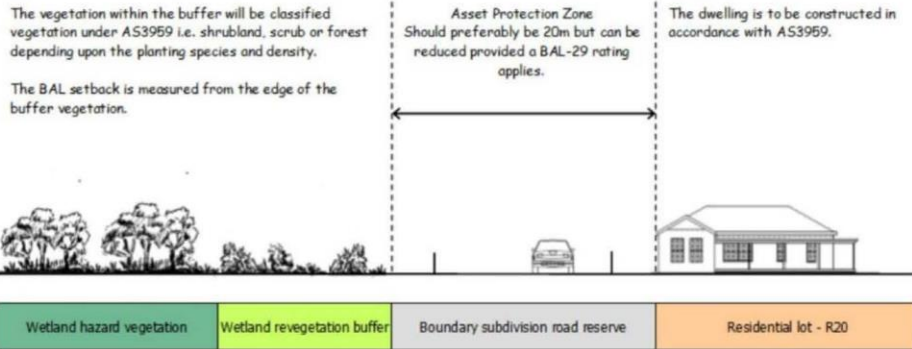 The vegetation within the buffer will be classified
vegetation under AS3959 i.e. shrubland, scrub or forest
depending upon the planting species and density.
The BAL setback is measured from the edge of the
buffer vegetation.
Asset Protection Zone
Should preferably be 20m but can be
reduced provided a BAL-29 rating
applies.
The dwelling is to be constructed in
accordance with AS3959.
Wetland hazard vegetation
Wetland revegetation buffer
Boundary subdivision road reserve
Residential lot - R20